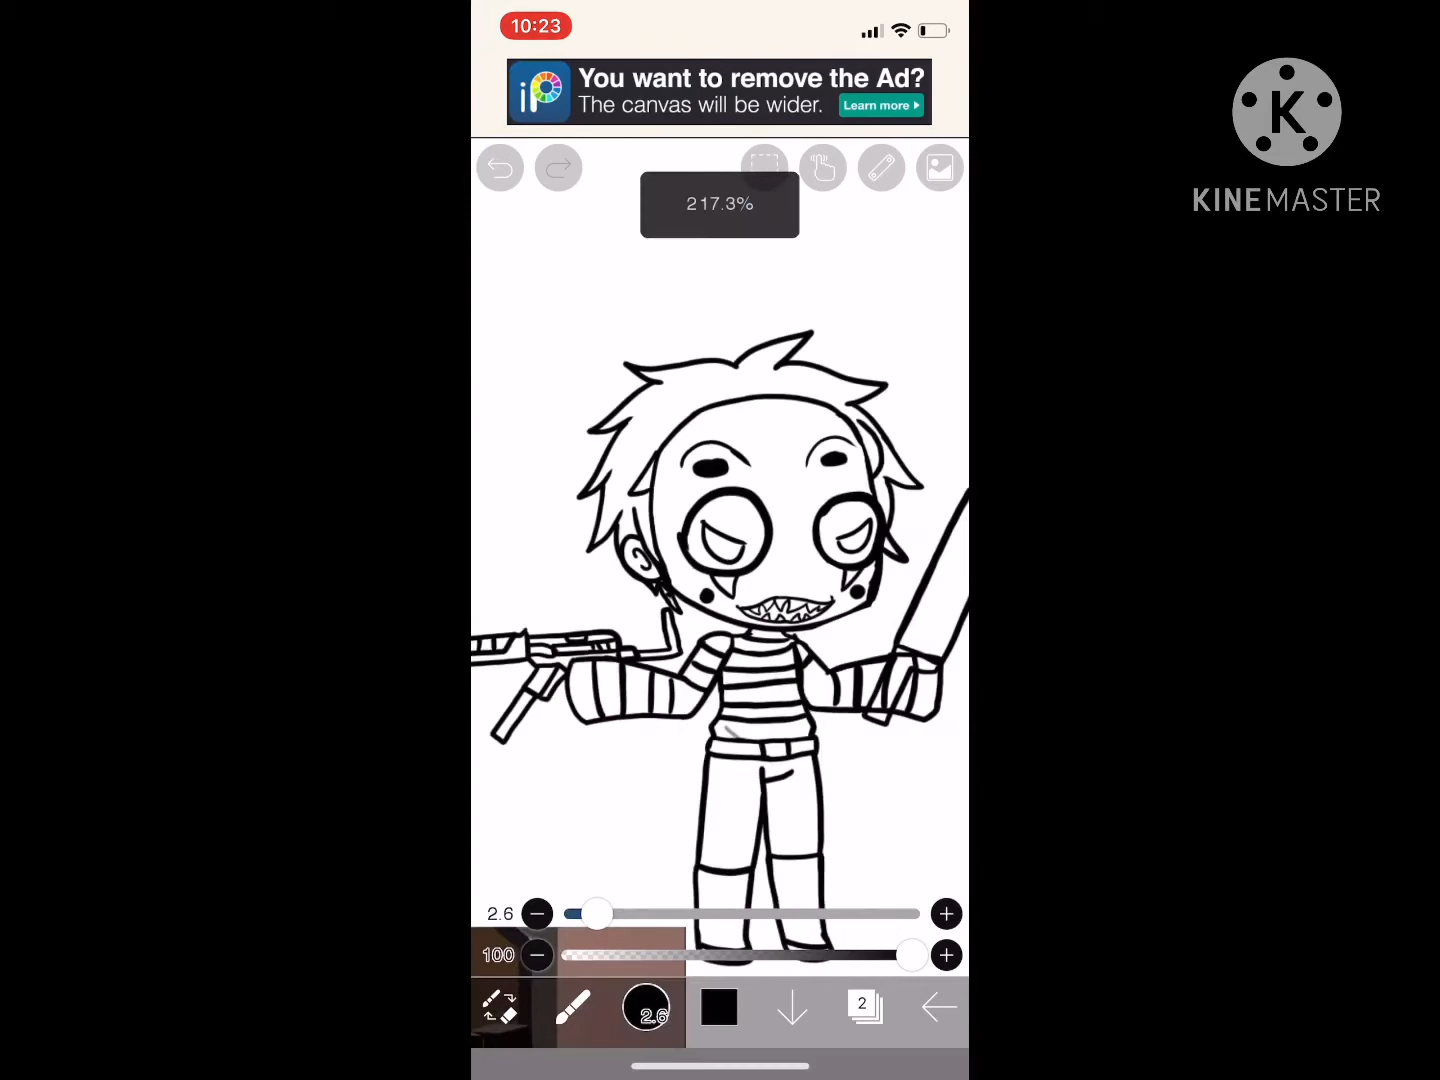 10:23
iP
You want to remove the Ad?
The canvas will be wider.
Learn more
217.3%
K
KINEMASTER
2.6
100
2.6
2